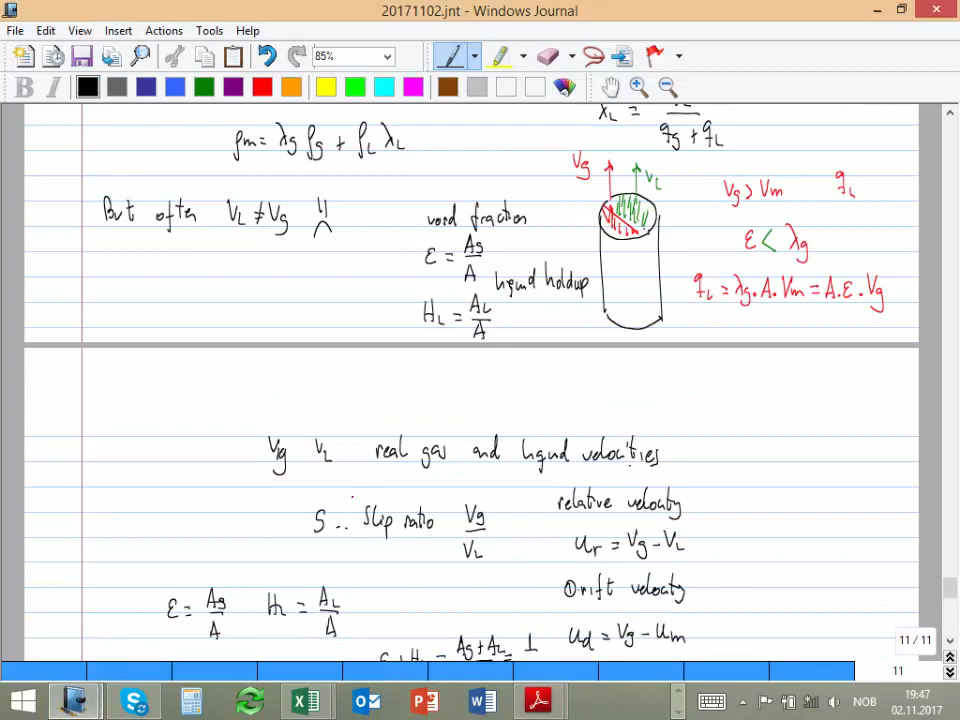 20171102.jnt - Windows Journal
File Edit View Insert Actions Tools Help
85%
ρm = λg ρg + ρL λL
qg + qL
But often VL ≠ Vg !!
void fraction
ε = Ag / A
liquid holdup
HL = AL / A
Vg VL
Vg > Vm qL
ε < λg
qL = λg · A · Vm = A · ε · Vg
Vg VL real gas and liquid velocities
S ... Slip ratio Vg / VL
relative velocity
ur = Vg - VL
Drift velocity
ud = Vg - um
ε = Ag / A HL = AL / A
Ag + AL = 1
11 / 11
11
NOB
19:47
02.11.2017